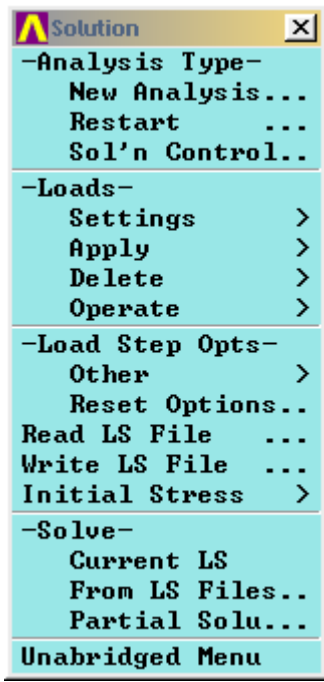 Solution
-Analysis Type-
New Analysis...
Restart ...
Sol'n Control..
-Loads-
Settings >
Apply >
Delete >
Operate >
-Load Step Opts-
Other >
Reset Options..
Read LS File ...
Write LS File ...
Initial Stress >
-Solve-
Current LS
From LS Files..
Partial Solu...
Unabridged Menu